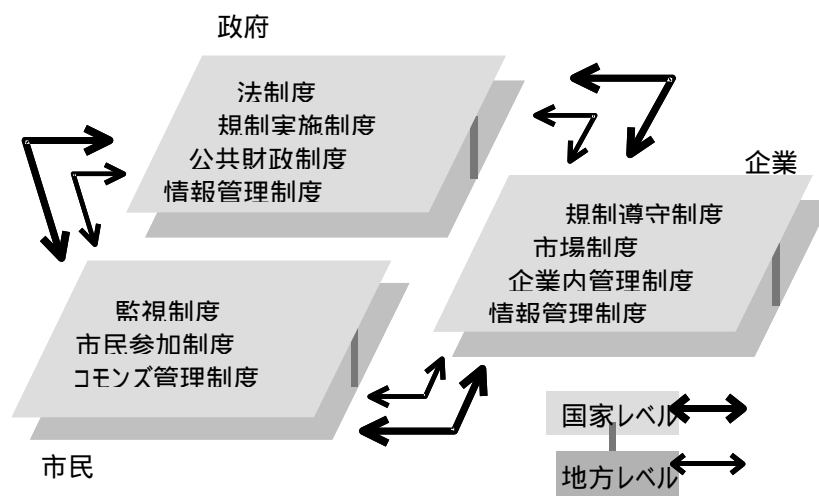 政府
法制度
規制実施制度
公共財政制度
情報管理制度
企業
規制遵守制度
市場制度
企業内管理制度
情報管理制度
監視制度
市民参加制度
コモンズ管理制度
市民
国家レベル
地方レベル